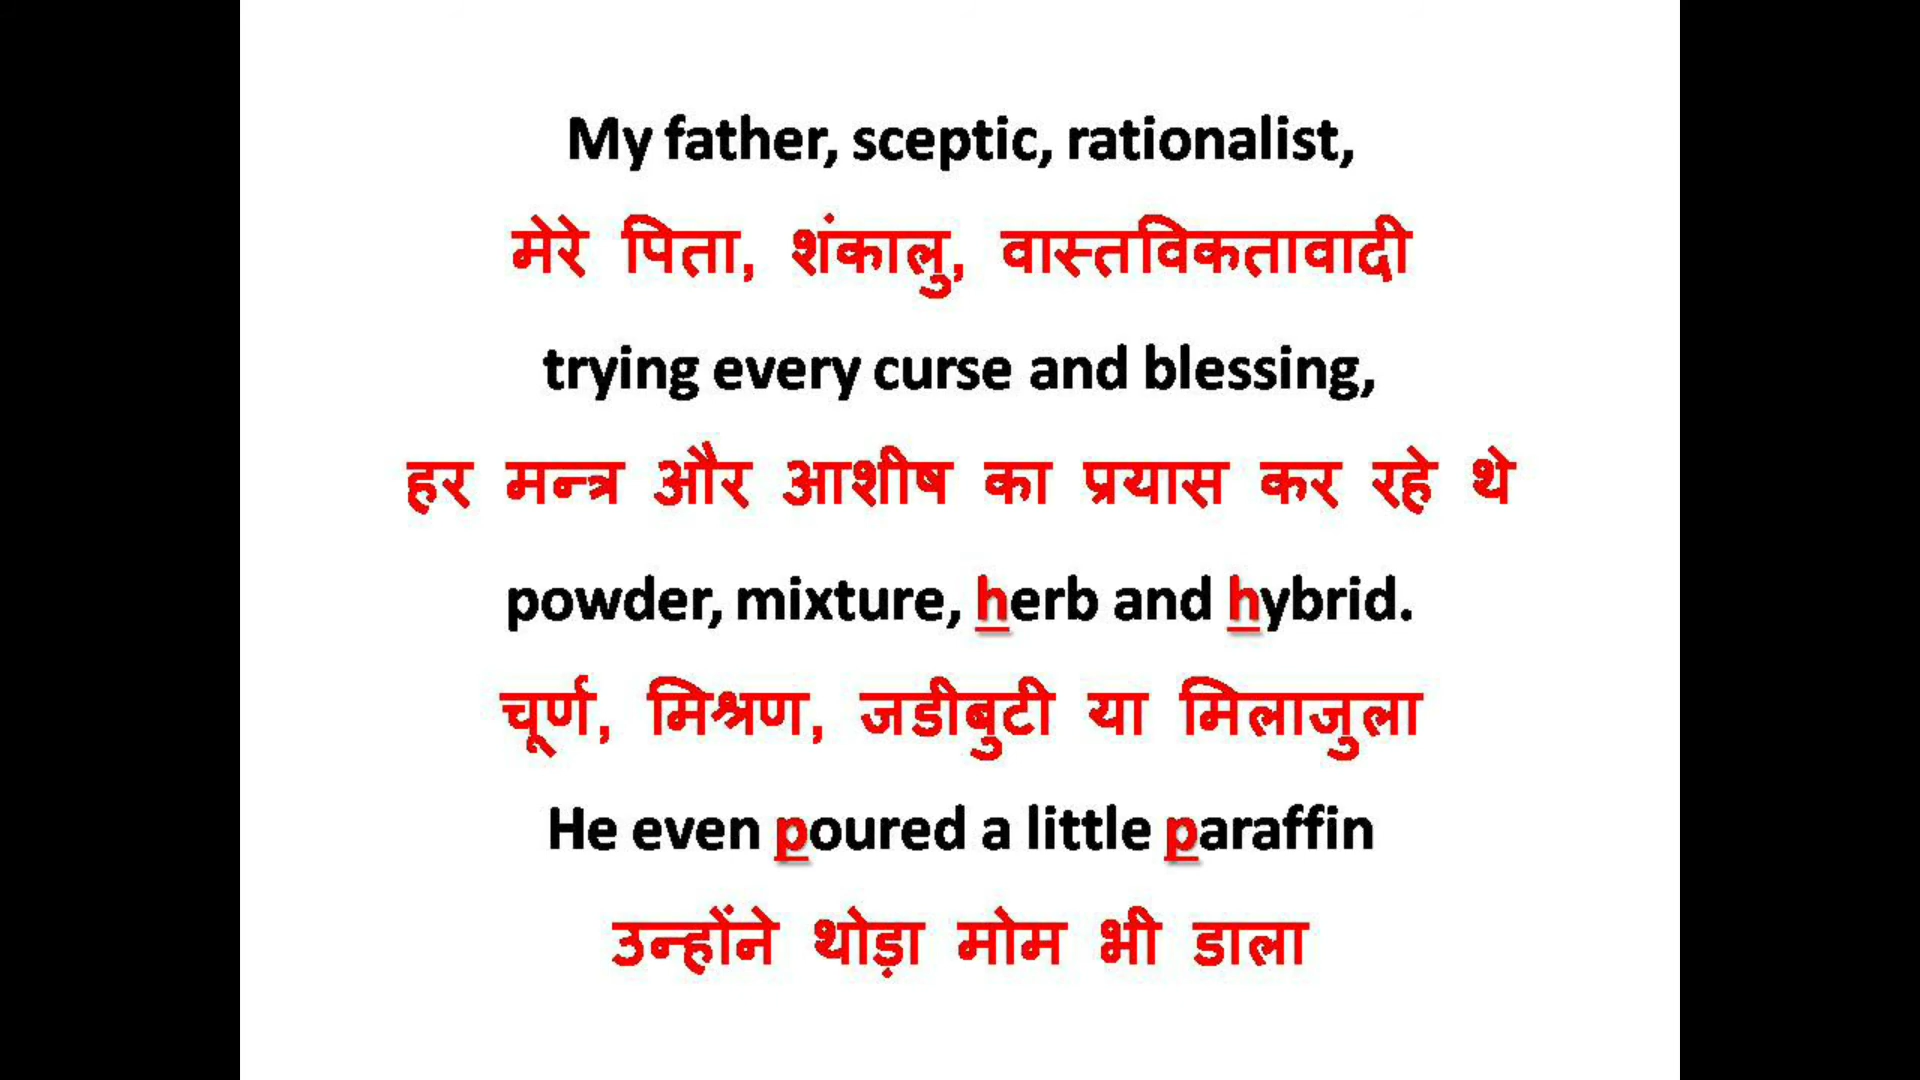 My father, sceptic, rationalist,
मेरे पिता, शंकालु, वास्तविकतावादी
trying every curse and blessing,
हर मन्त्र और आशीष का प्रयास कर रहे थे
powder, mixture, herb and hybrid.
चूर्ण, मिश्रण, जडीबुटी या मिलाजुला
He even poured a little paraffin
उन्होंने थोड़ा मोम भी डाला